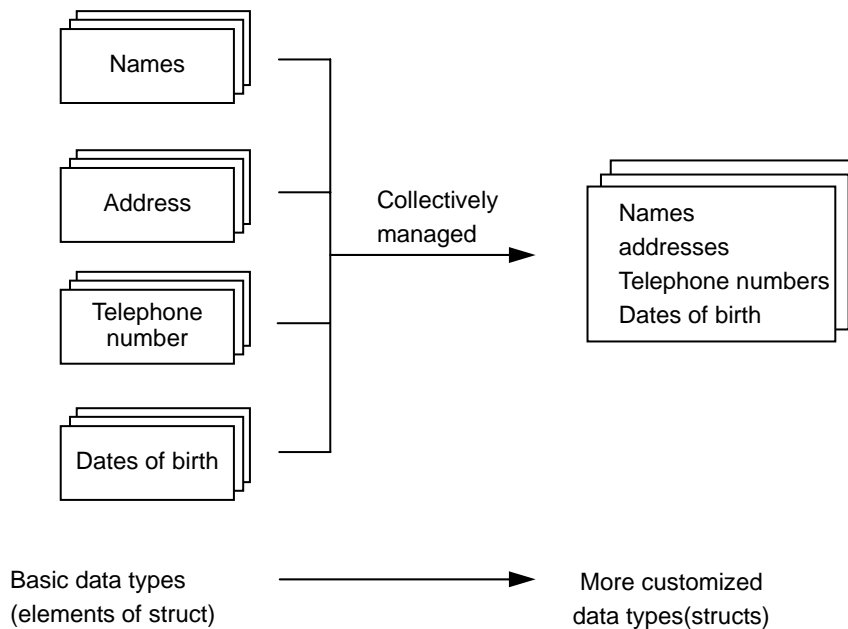 Names
Address
Telephone
number
Dates of birth
Collectively
managed
Names
addresses
Telephone numbers
Dates of birth
Basic data types
(elements of struct)
More customized
data types(structs)